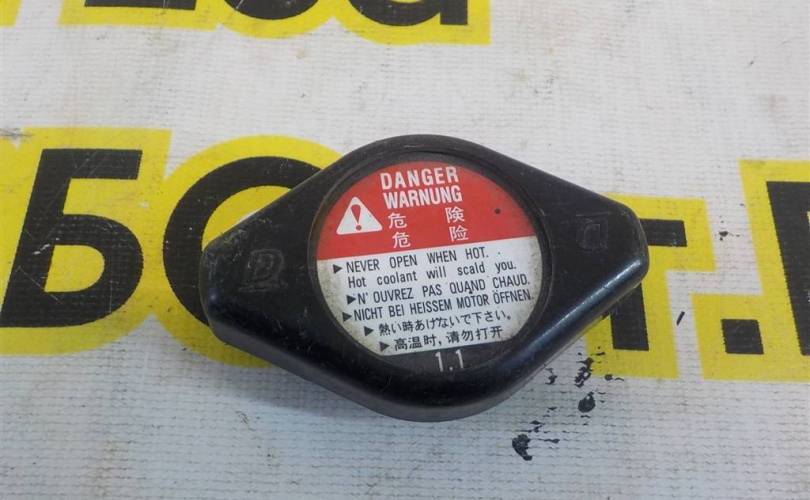 DANGER
WARNUNG
危 険
危 险
▶NEVER OPEN WHEN HOT.
Hot coolant will scald you.
▶N'OUVREZ PAS QUAND CHAUD.
▶NICHT BEI HEISSEM MOTOR ÖFFNEN.
▶熱い時あけないで下さい。
▶高温时,请勿打开
1.1